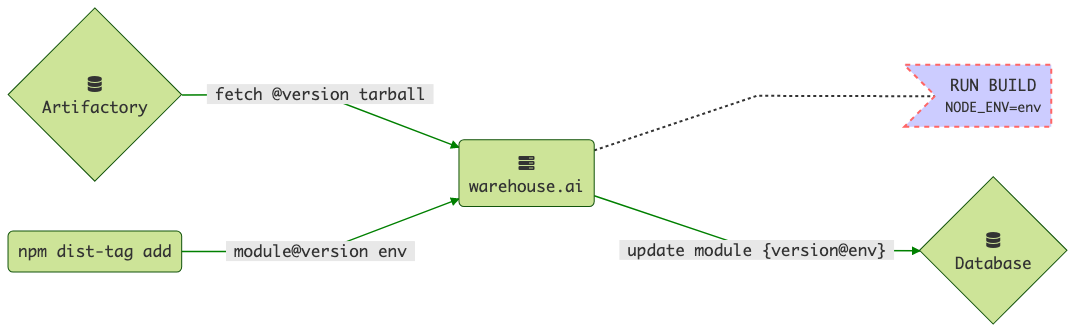 Artifactory
fetch @version tarball
RUN BUILD
NODE_ENV=env
warehouse.ai
npm dist-tag add
module@version env
update module {version@env}
Database